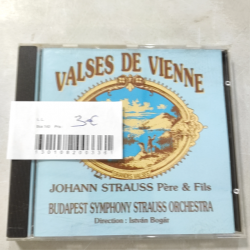 VALSES DE VIENNE
3€
JOHANN STRAUSS Père & Fils
BUDAPEST SYMPHONY STRAUSS ORCHESTRA
Direction : István Bogár